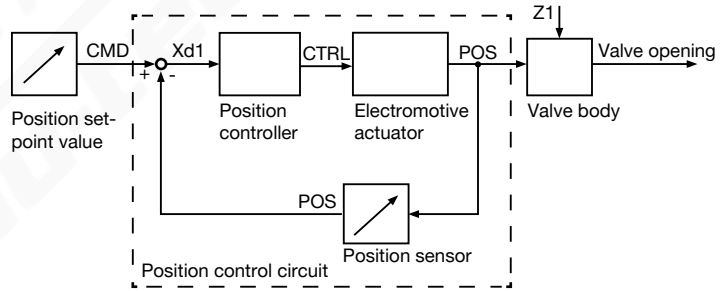 Z1
CMD
Xd1
CTRL
POS
Valve opening
+
-
Position set-
point value
Position
controller
Electromotive
actuator
Valve body
POS
Position sensor
Position control circuit